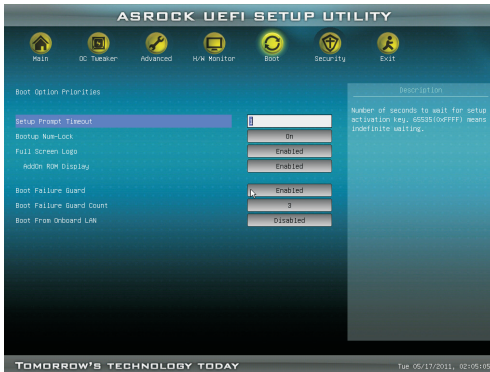 ASROCK UEFI SETUP UTILITY
Main
OC Tweaker
Advanced
H/W Monitor
Boot
Security
Exit
Boot Option Priorities
Setup Prompt Timeout 1
Bootup Num-Lock On
Full Screen Logo Enabled
AddOn ROM Display Enabled
Boot Failure Guard Enabled
Boot Failure Guard Count 3
Boot From Onboard LAN Disabled
Description
Number of seconds to wait for setup
activation key. 65535(0xFFFF) means
indefinite waiting.
TOMORROW'S TECHNOLOGY TODAY
Tue 05/17/2011, 02:05:05